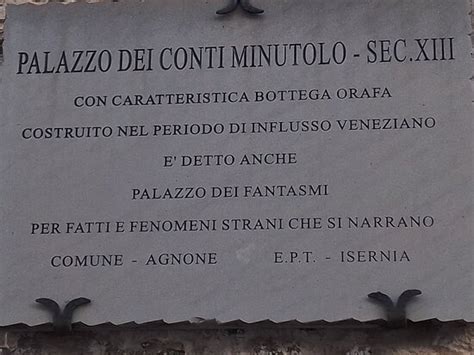 PALAZZO DEI CONTI MINUTOLO - SEC.XIII
CON CARATTERISTICA BOTTEGA ORAFA
COSTRUITO NEL PERIODO DI INFLUSSO VENEZIANO
E' DETTO ANCHE
PALAZZO DEI FANTASMI
PER FATTI E FENOMENI STRANI CHE SI NARRANO
COMUNE - AGNONE E.P.T. - ISERNIA